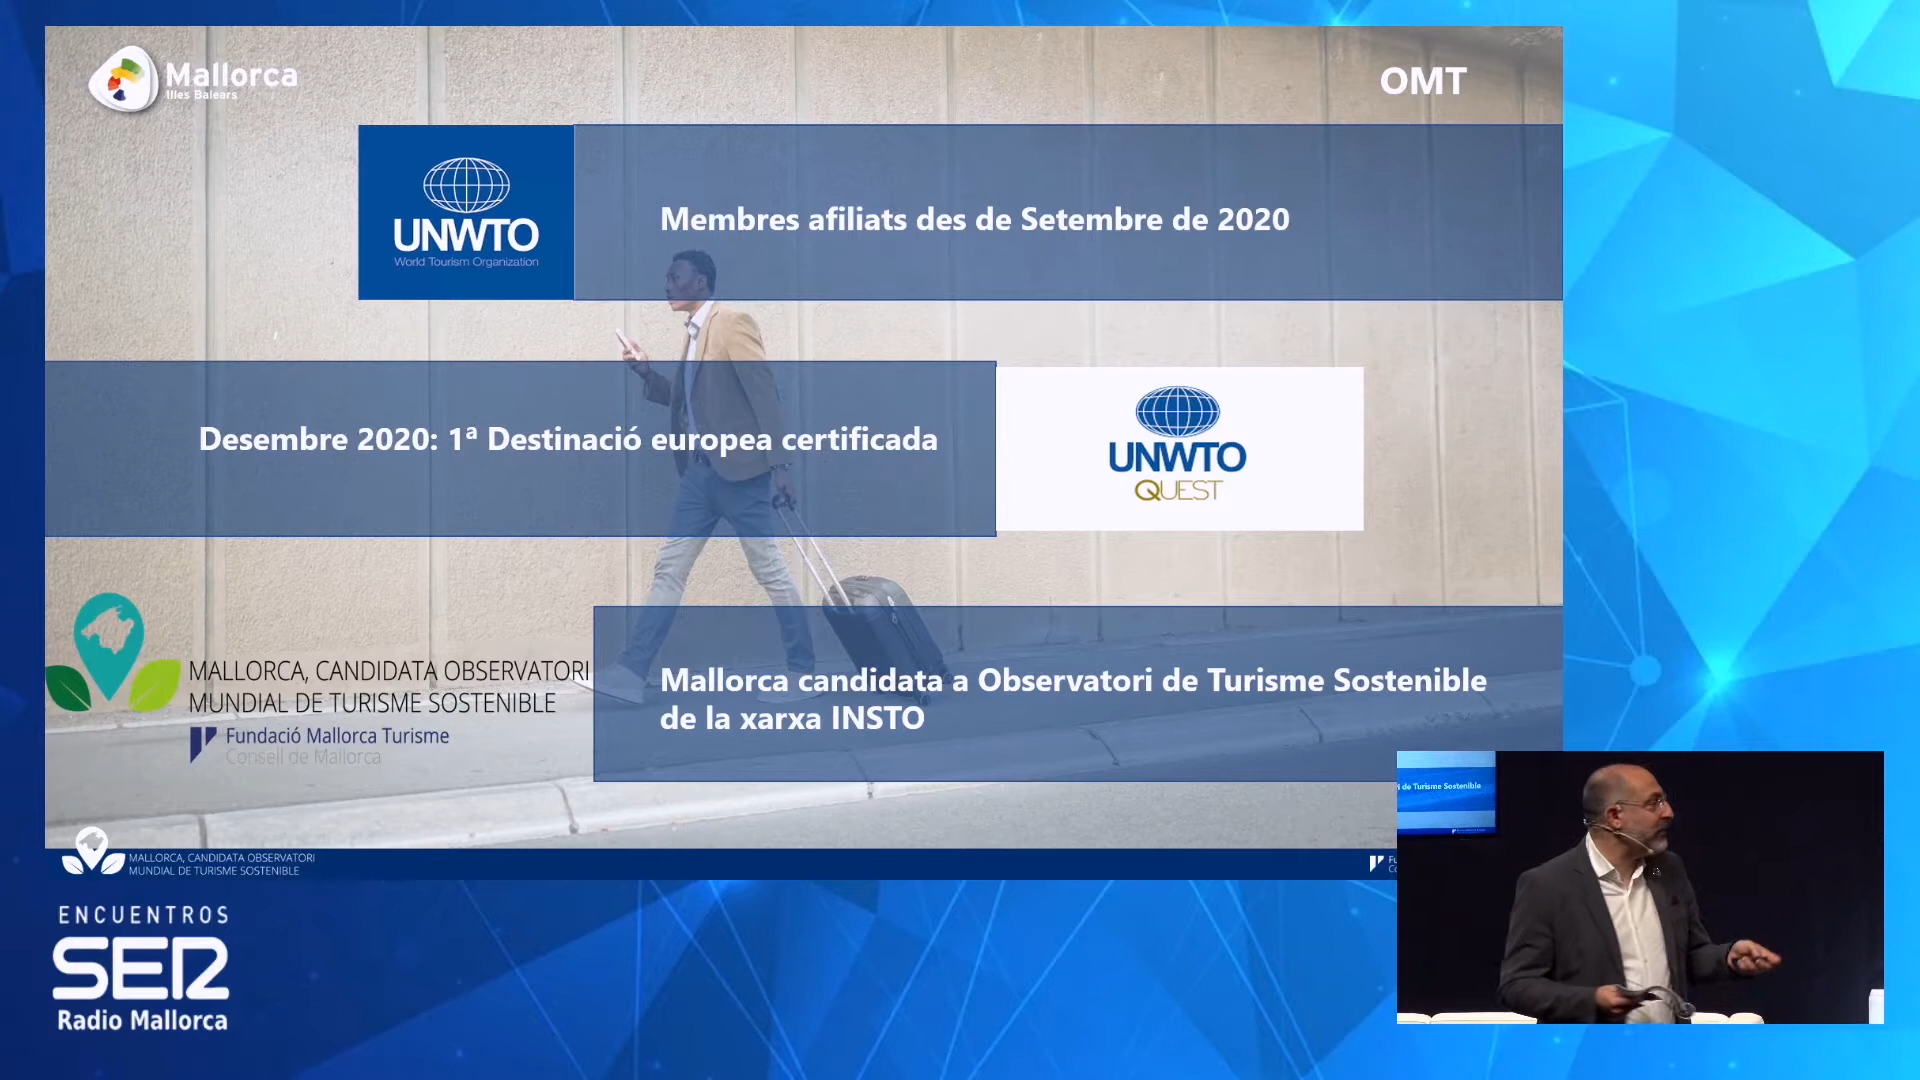 Mallorca
Illes Balears
OMT
UNWTO
World Tourism Organization
Membres afiliats des de Setembre de 2020
Desembre 2020: 1ª Destinació europea certificada
UNWTO
QUEST
MALLORCA, CANDIDATA OBSERVATORI
MUNDIAL DE TURISME SOSTENIBLE
Fundació Mallorca Turisme
Consell de Mallorca
Mallorca candidata a Observatori de Turisme Sostenible
de la xarxa INSTO
MALLORCA, CANDIDATA OBSERVATORI
MUNDIAL DE TURISME SOSTENIBLE
de Turisme Sostenible
ENCUENTROS
SER
Radio Mallorca